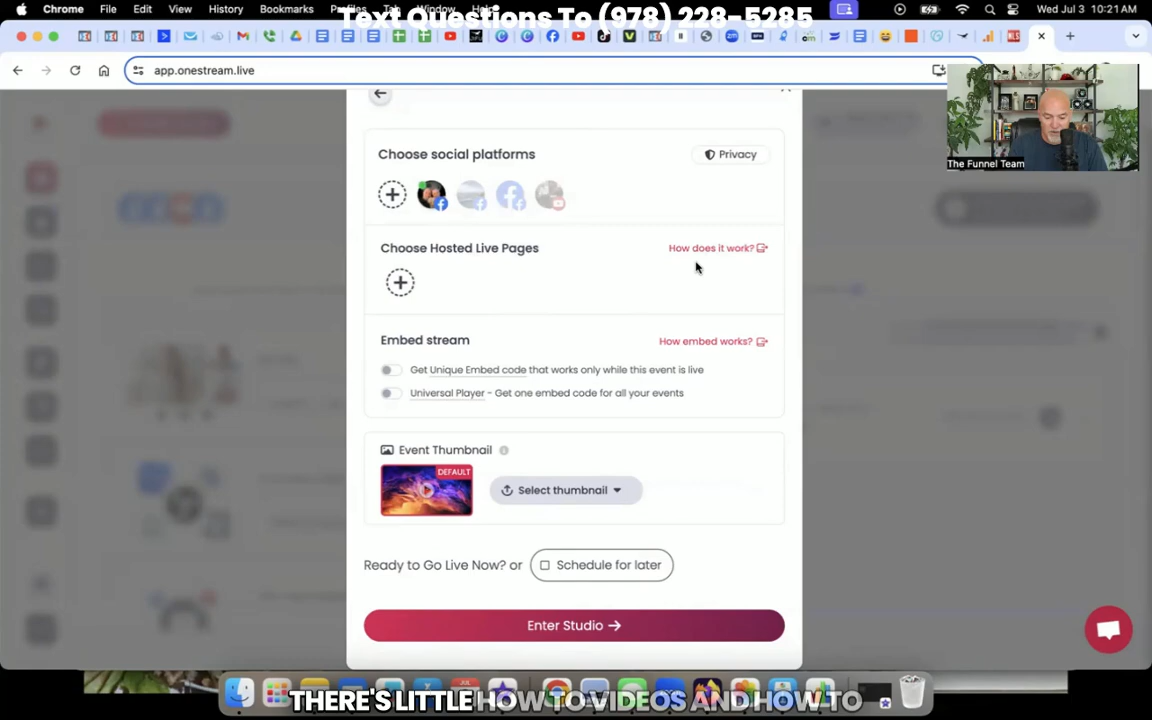 Text Questions To (978) 228-5285
Chrome File Edit View History Bookmarks Profiles Tab Window Help Wed Jul 3 10:21 AM
app.onestream.live
The Funnel Team
Choose social platforms
Privacy
Choose Hosted Live Pages
How does it work?
Embed stream
How embed works?
Get Unique Embed code that works only while this event is live
Universal Player - Get one embed code for all your events
Event Thumbnail
DEFAULT
Select thumbnail
Ready to Go Live Now? or
Schedule for later
Enter Studio →
THERE'S LITTLE HOW TO VIDEOS AND HOW TO